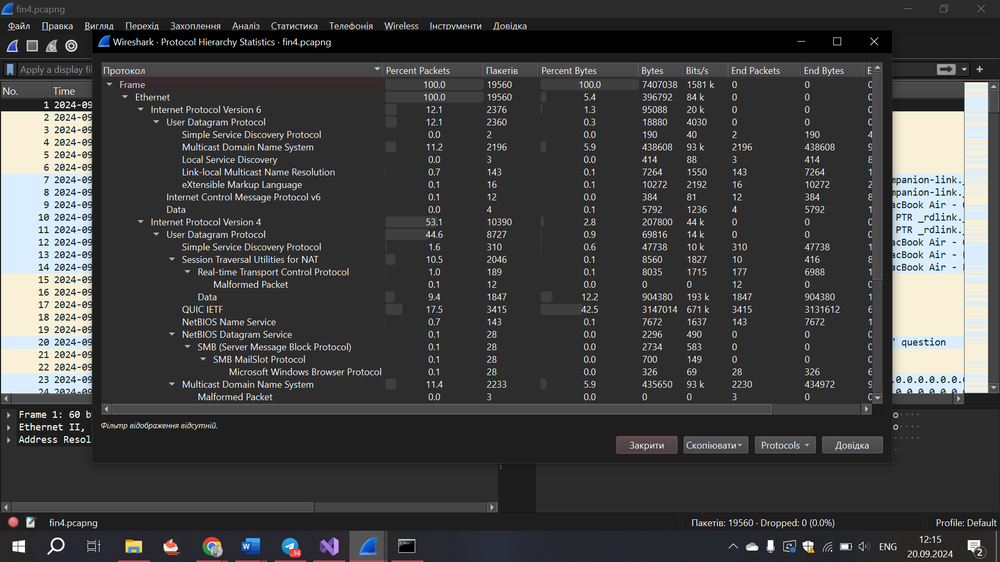 fin4.pcapng
Файл Правка Вигляд Перехід Захоплення Аналіз Статистика Телефонія Wireless Інструменти Довідка
Wireshark · Protocol Hierarchy Statistics · fin4.pcapng
Apply a display fil
Протокол Percent Packets Пакетів Percent Bytes Bytes Bits/s End Packets End Bytes E
Frame 100.0 19560 100.0 7407038 1581 k 0 0
Ethernet 100.0 19560 5.4 396792 84 k 0 0
Internet Protocol Version 6 12.1 2376 1.3 95088 20 k 0 0
User Datagram Protocol 12.1 2360 0.3 18880 4030 0 0
Simple Service Discovery Protocol 0.0 2 0.0 190 40 2 190 4
Multicast Domain Name System 11.2 2196 5.9 438608 93 k 2196 438608 9
Local Service Discovery 0.0 3 0.0 414 88 3 414 8
Link-local Multicast Name Resolution 0.7 143 0.1 7264 1550 143 7264 1
eXtensible Markup Language 0.1 16 0.1 10272 2192 16 10272 2
Internet Control Message Protocol v6 0.1 12 0.0 384 81 12 384 8
Data 0.0 4 0.1 5792 1236 4 5792 1
Internet Protocol Version 4 53.1 10390 2.8 207800 44 k 0 0
User Datagram Protocol 44.6 8727 0.9 69816 14 k 0 0
Simple Service Discovery Protocol 1.6 310 0.6 47738 10 k 310 47738 1
Session Traversal Utilities for NAT 10.5 2046 0.1 8560 1827 10 416 8
Real-time Transport Control Protocol 1.0 189 0.1 8035 1715 177 6988 1
Malformed Packet 0.1 12 0.0 0 0 12 0
Data 9.4 1847 12.2 904380 193 k 1847 904380 1
QUIC IETF 17.5 3415 42.5 3147014 671 k 3415 3131612 6
NetBIOS Name Service 0.7 143 0.1 7672 1637 143 7672 1
NetBIOS Datagram Service 0.1 28 0.0 2296 490 0 0
SMB (Server Message Block Protocol) 0.1 28 0.0 2734 583 0 0
SMB MailSlot Protocol 0.1 28 0.0 700 149 0 0
Microsoft Windows Browser Protocol 0.1 28 0.0 326 69 28 326 6
Multicast Domain Name System 11.4 2233 5.9 435650 93 k 2230 434972 9
Malformed Packet 0.0 3 0.0 0 0 3 0
Фільтр відображення відсутній.
Закрити Скопіювати Protocols Довідка
No. Time
1 2024-09
2 2024-09
3 2024-09
4 2024-09
5 2024-09
6 2024-09
7 2024-09 mpanion-link.
8 2024-09 mpanion-link.
9 2024-09 acBook Air -
10 2024-09 PTR _rdlink.
11 2024-09 PTR _rdlink.
12 2024-09 acBook Air -
13 2024-09 acBook Air -
14 2024-09 acBook Air -
15 2024-09
16 2024-09
17 2024-09
18 2024-09
19 2024-09
20 2024-09 " question
21 2024-09
22 2024-09
23 2024-09 .0.0.0.0.0.
24 2024-09
Frame 1: 60 b
Ethernet II,
Address Resol
fin4.pcapng
Пакетів: 19560 · Dropped: 0 (0.0%)
Profile: Default
..94
ENG
12:15
20.09.2024
2